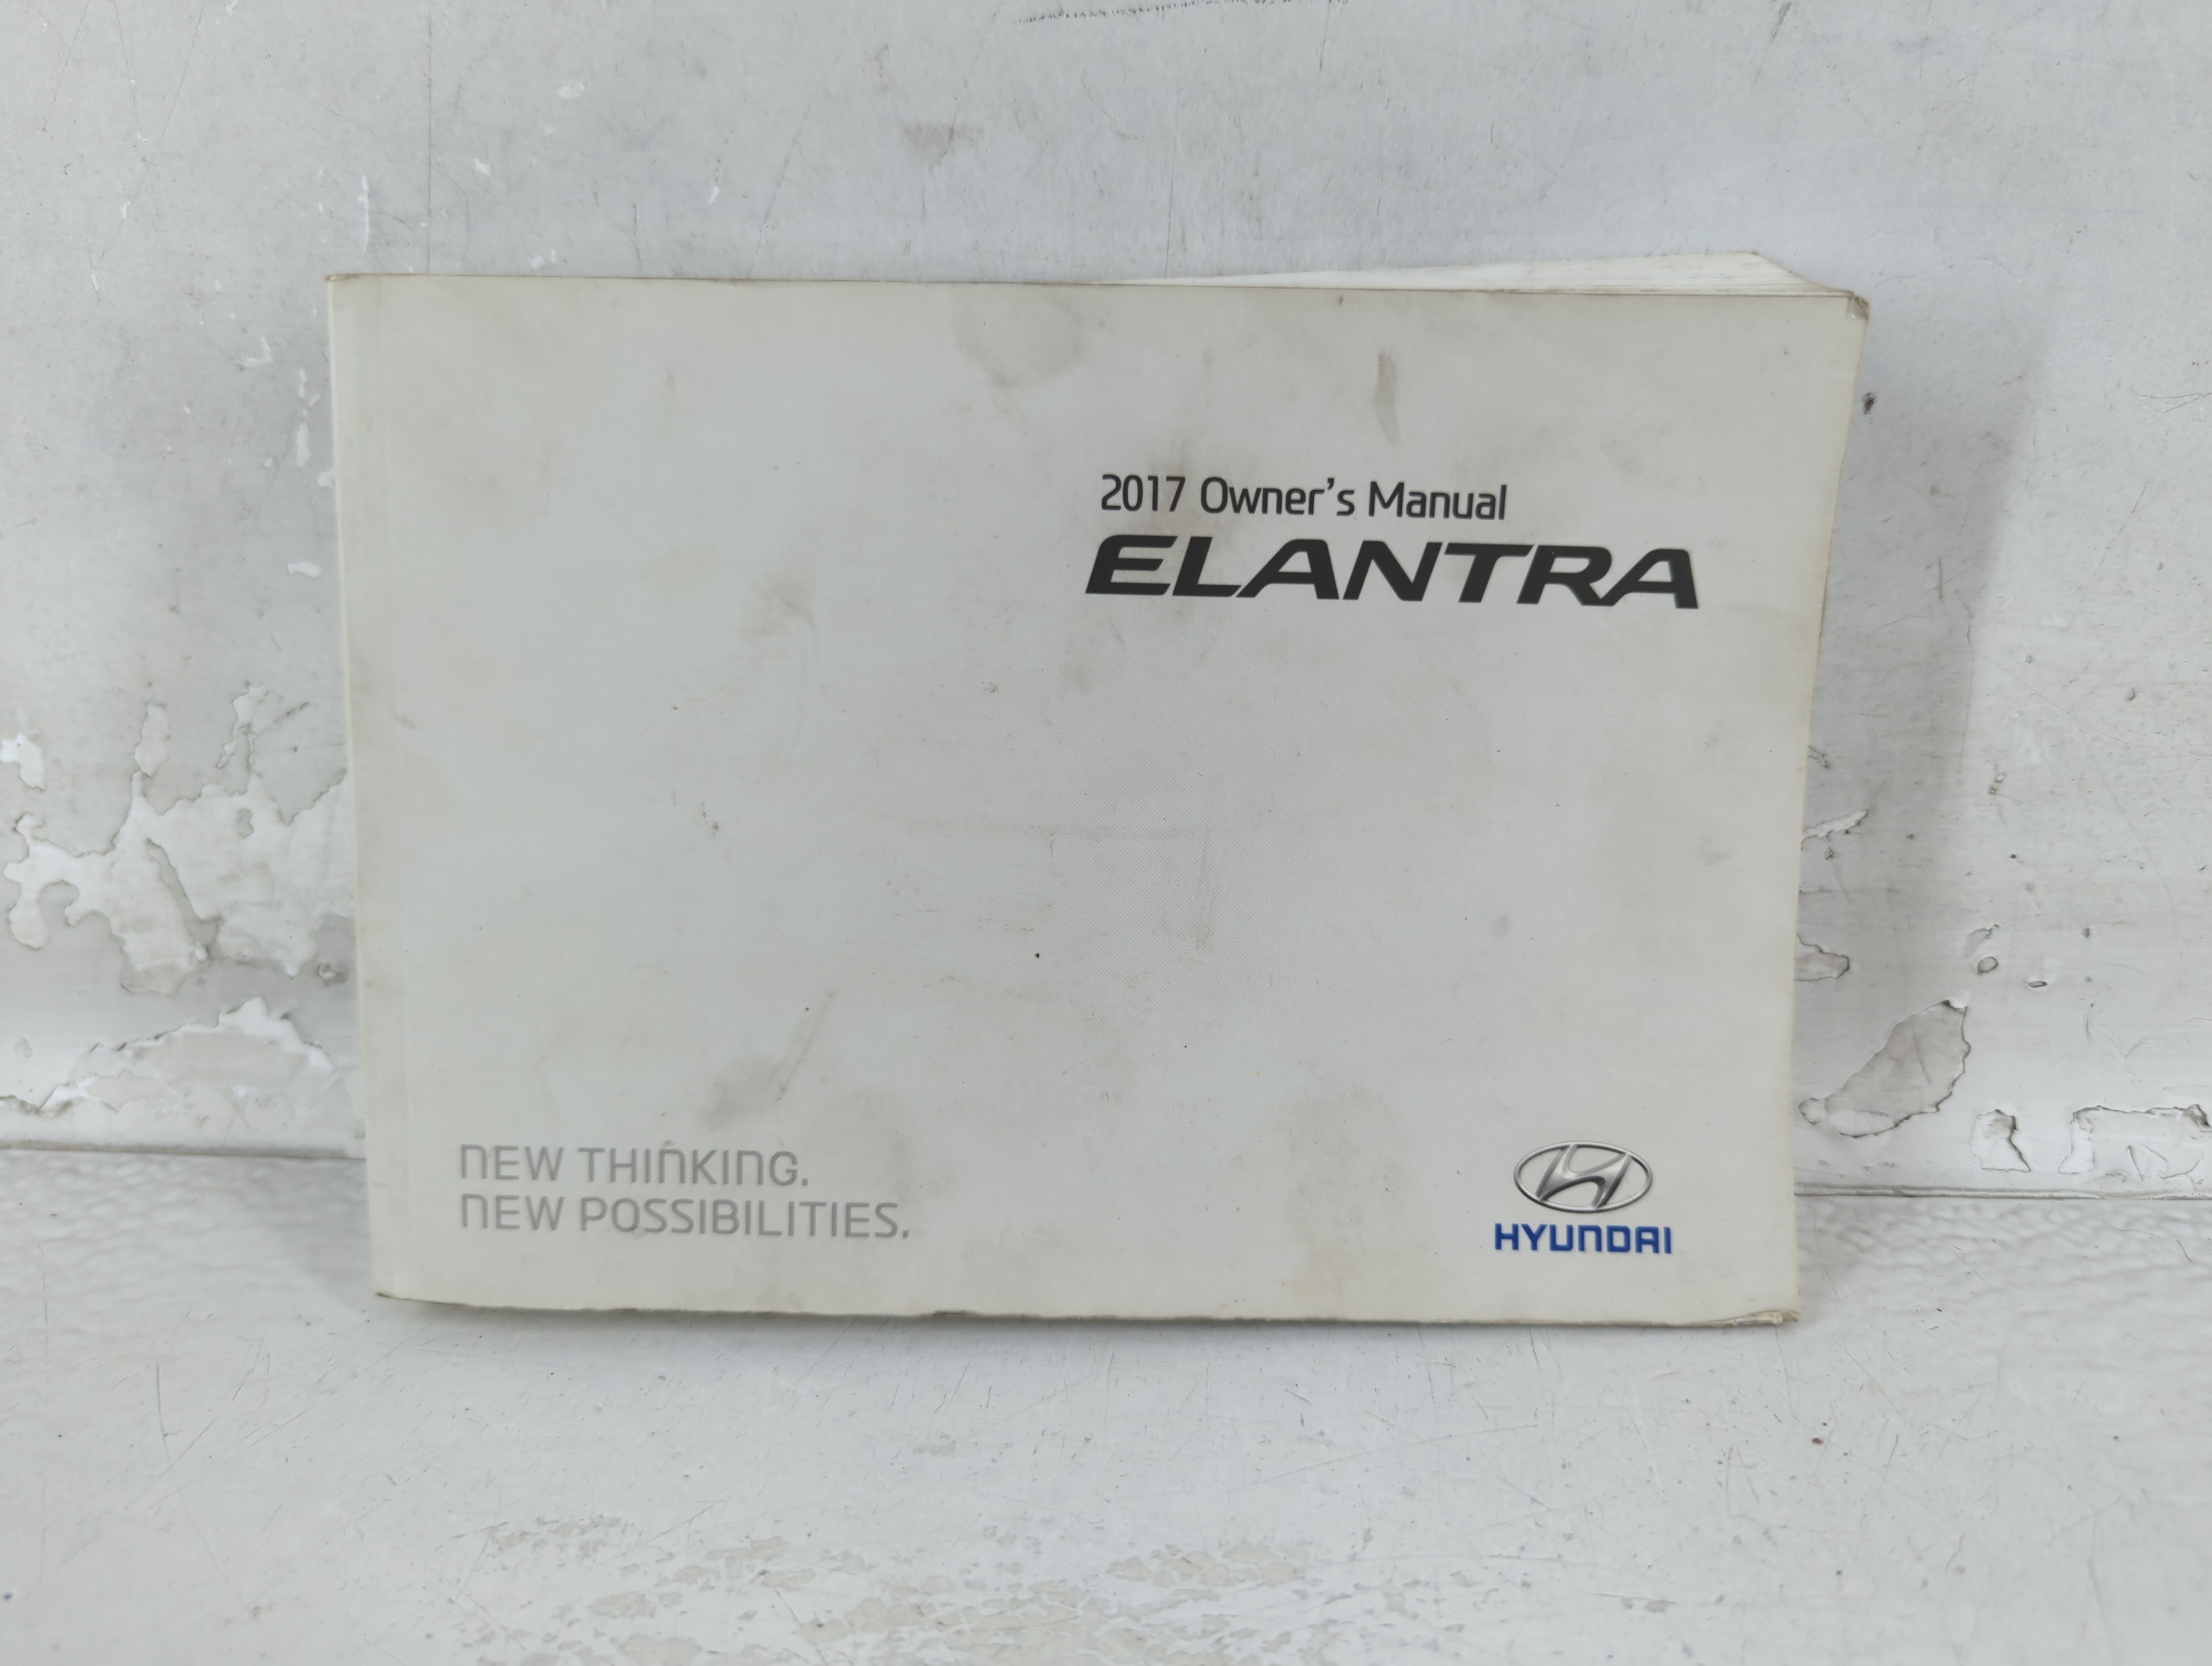 2017 Owner's Manual
ELANTRA
NEW THINKING.
NEW POSSIBILITIES.
HYUNDAI